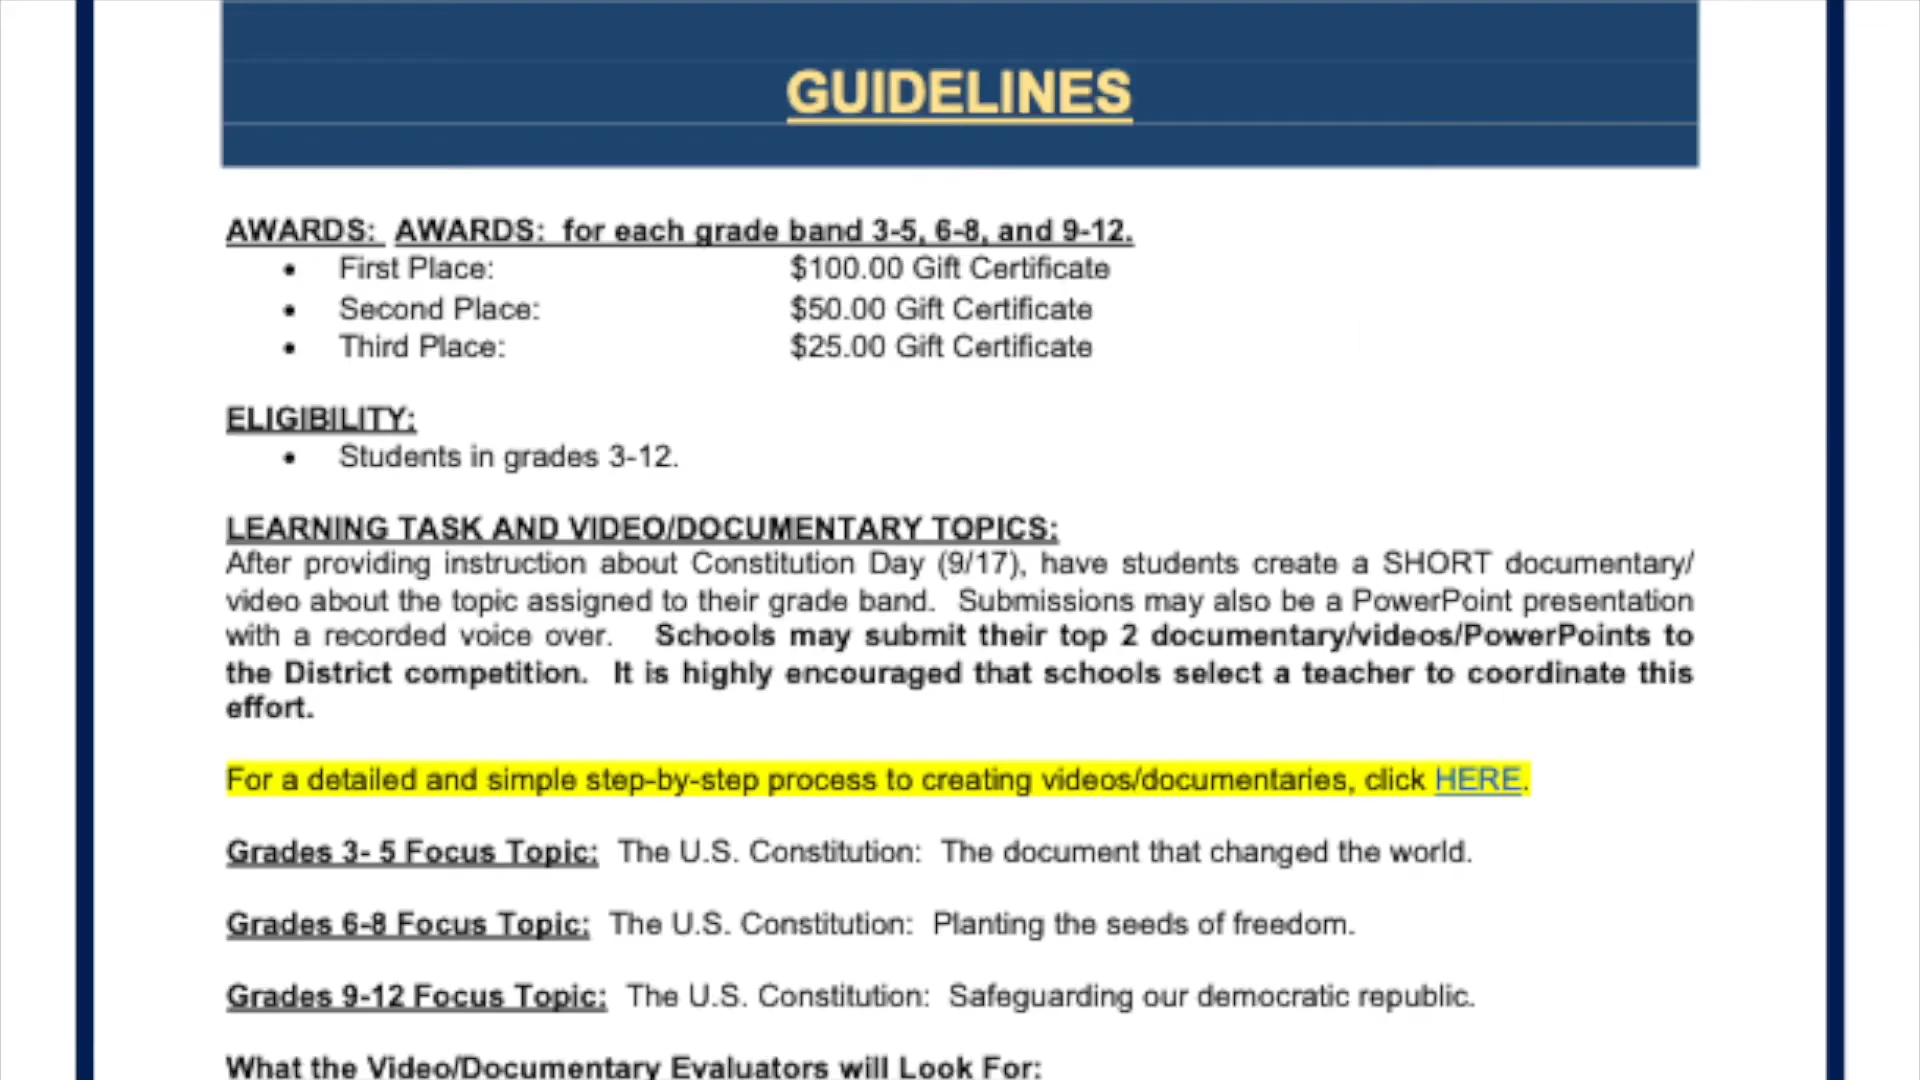 GUIDELINES
AWARDS: AWARDS: for each grade band 3-5, 6-8, and 9-12.
• First Place: $100.00 Gift Certificate
• Second Place: $50.00 Gift Certificate
• Third Place: $25.00 Gift Certificate
ELIGIBILITY:
• Students in grades 3-12.
LEARNING TASK AND VIDEO/DOCUMENTARY TOPICS:
After providing instruction about Constitution Day (9/17), have students create a SHORT documentary/
video about the topic assigned to their grade band. Submissions may also be a PowerPoint presentation
with a recorded voice over. Schools may submit their top 2 documentary/videos/PowerPoints to
the District competition. It is highly encouraged that schools select a teacher to coordinate this
effort.
For a detailed and simple step-by-step process to creating videos/documentaries, click HERE.
Grades 3- 5 Focus Topic: The U.S. Constitution: The document that changed the world.
Grades 6-8 Focus Topic: The U.S. Constitution: Planting the seeds of freedom.
Grades 9-12 Focus Topic: The U.S. Constitution: Safeguarding our democratic republic.
What the Video/Documentary Evaluators will Look For: